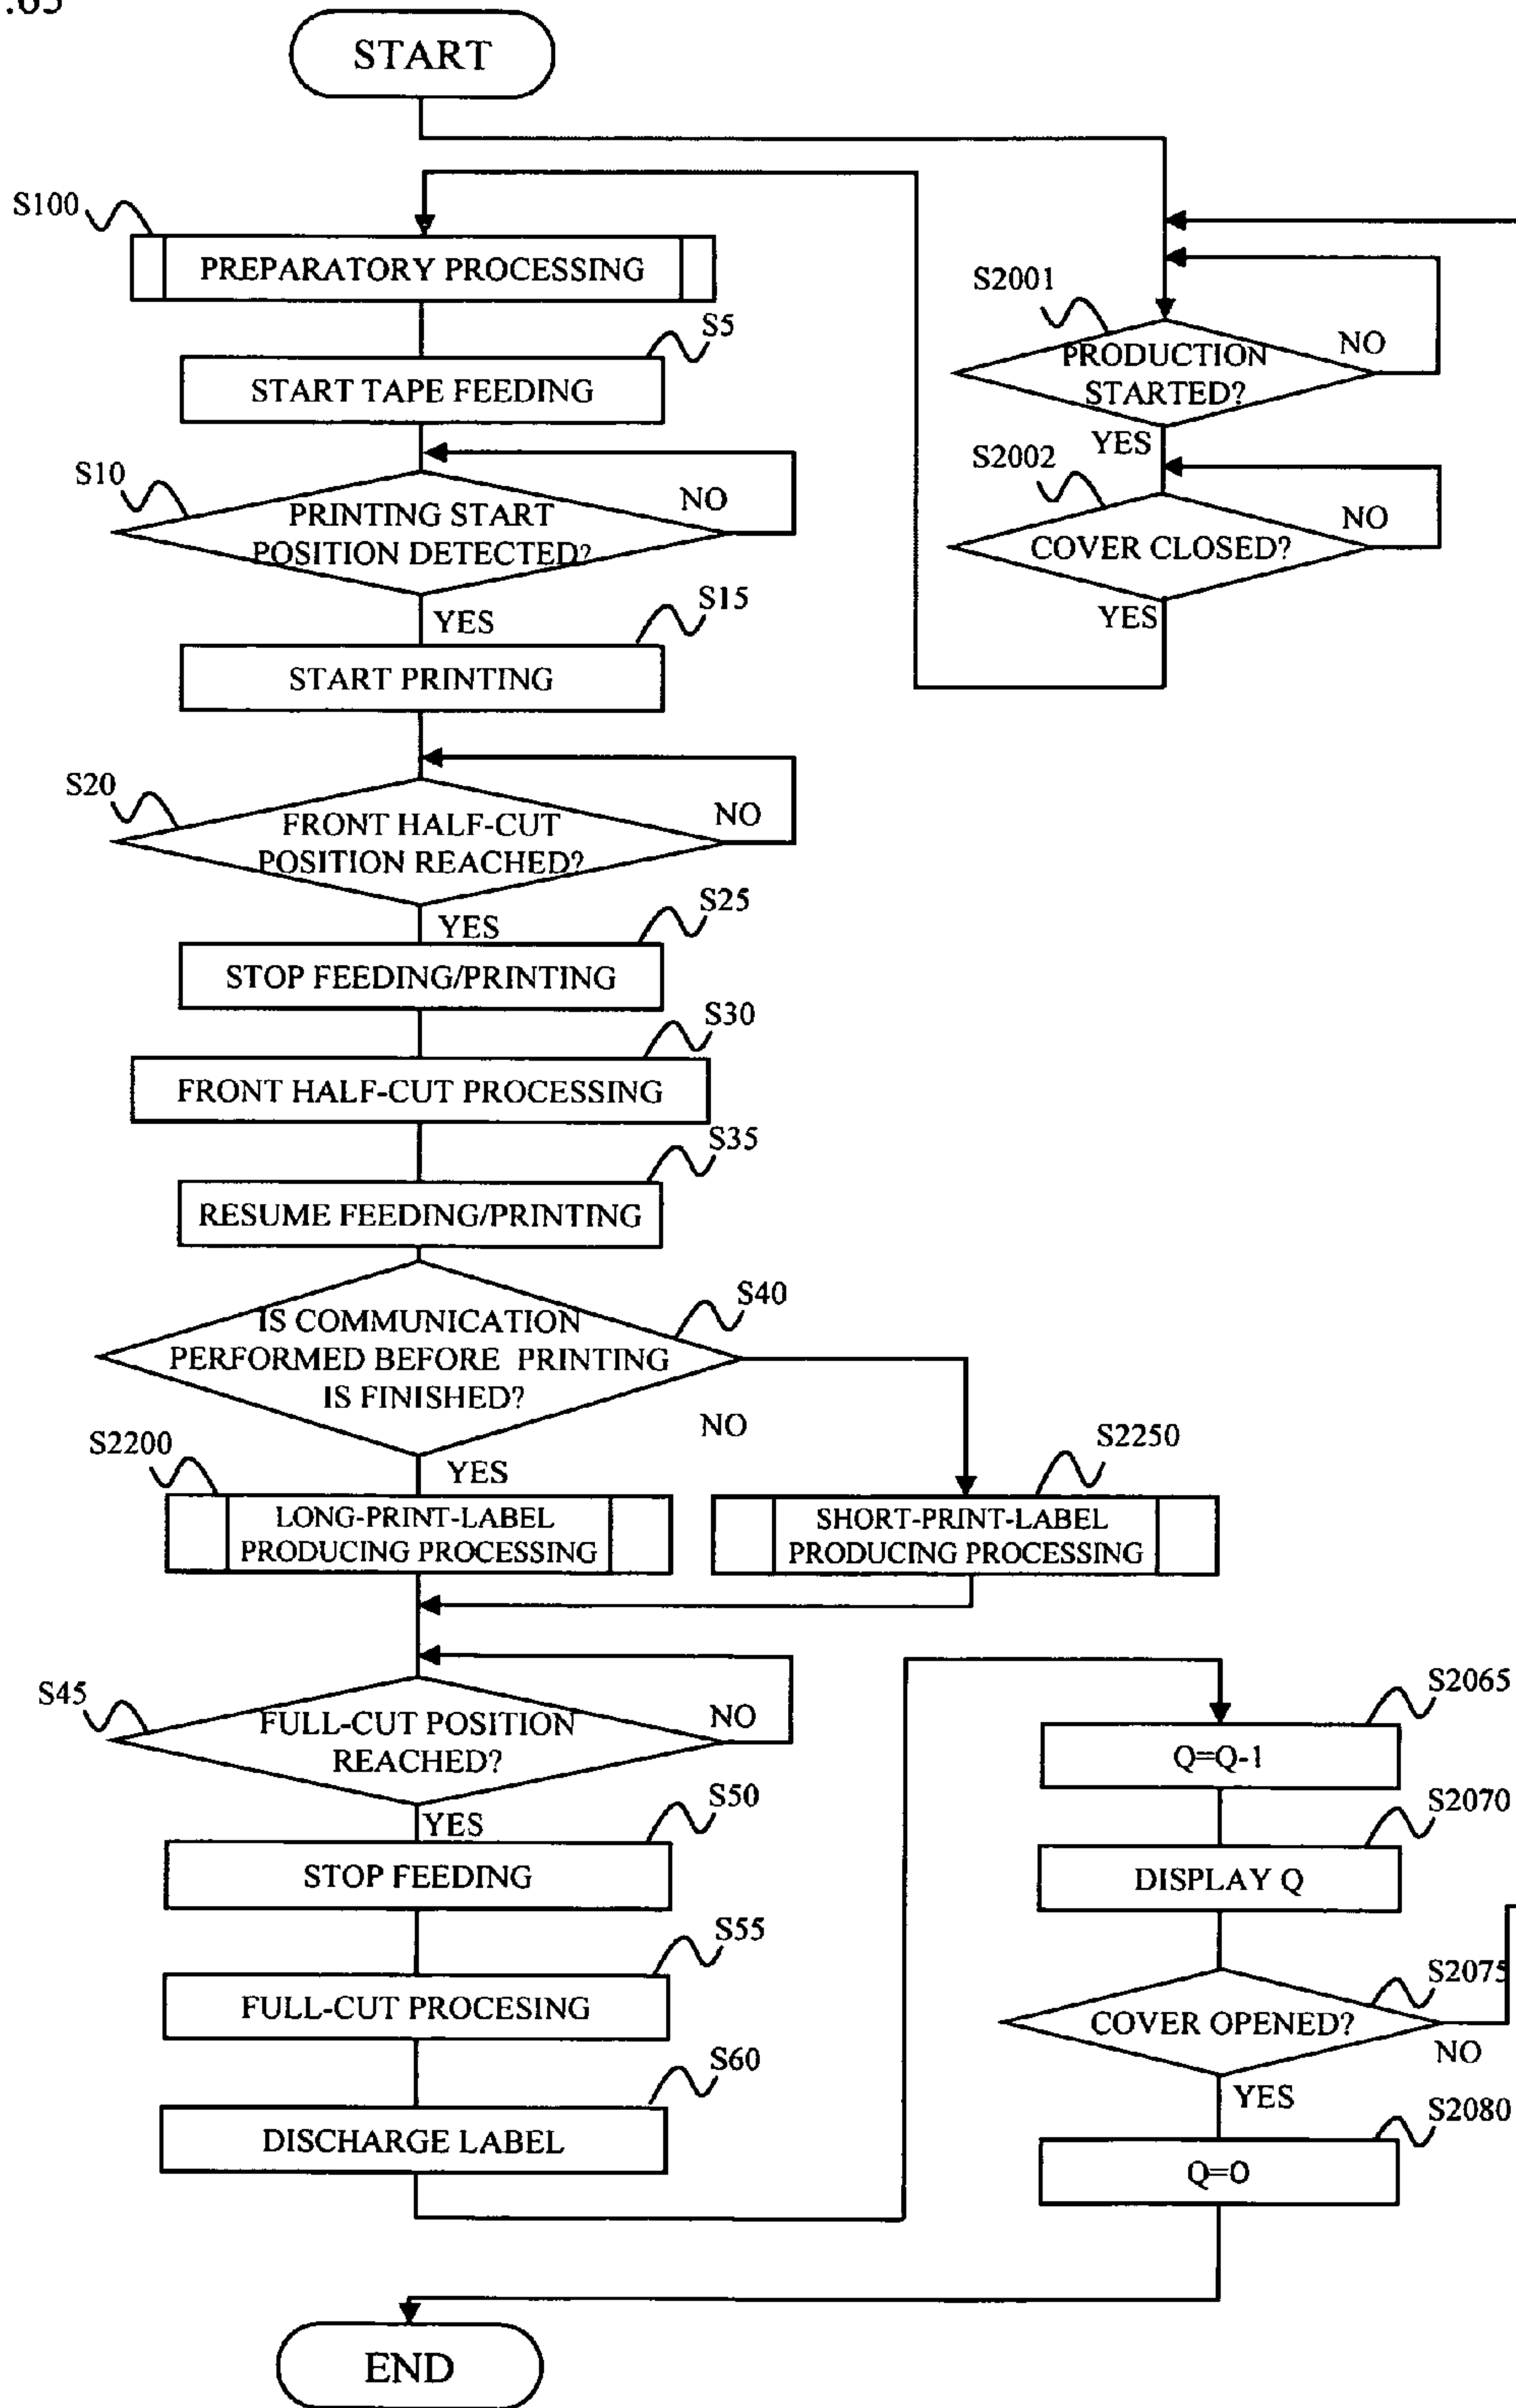 START
S100
PREPARATORY PROCESSING
S5
START TAPE FEEDING
S10
PRINTING START
POSITION DETECTED?
NO
YES
S15
START PRINTING
S20
FRONT HALF-CUT
POSITION REACHED?
NO
YES
S25
STOP FEEDING/PRINTING
S30
FRONT HALF-CUT PROCESSING
S35
RESUME FEEDING/PRINTING
S40
IS COMMUNICATION
PERFORMED BEFORE PRINTING
IS FINISHED?
NO
YES
S2200
LONG-PRINT-LABEL
PRODUCING PROCESSING
S2250
SHORT-PRINT-LABEL
PRODUCING PROCESSING
S45
FULL-CUT POSITION
REACHED?
NO
YES
S50
STOP FEEDING
S55
FULL-CUT PROCESING
S60
DISCHARGE LABEL
S2001
PRODUCTION
STARTED?
NO
YES
S2002
COVER CLOSED?
NO
YES
S2065
Q=Q-1
S2070
DISPLAY Q
S2075
COVER OPENED?
NO
YES
S2080
Q=0
END